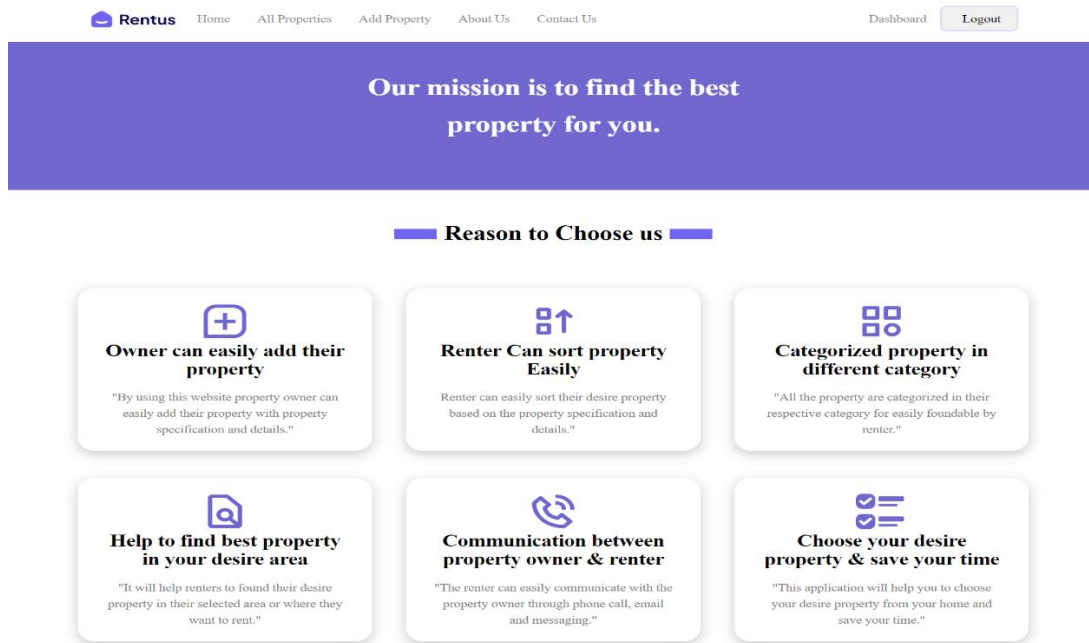 Rentus Home All Properties Add Property About Us Contact Us Dashboard Logout
Our mission is to find the best
property for you.
Reason to Choose us
Owner can easily add their
property
"By using this website property owner can
easily add their property with property
specification and details."
Renter Can sort property
Easily
Renter can easily sort their desire property
based on the property specification and
details."
Categorized property in
different category
"All the property are categorized in their
respective category for easily foundable by
renter."
Help to find best property
in your desire area
"It will help renters to found their desire
property in their selected area or where they
want to rent."
Communication between
property owner & renter
"The renter can easily communicate with the
property owner through phone call, email
and messaging."
Choose your desire
property & save your time
"This application will help you to choose
your desire property from your home and
save your time."